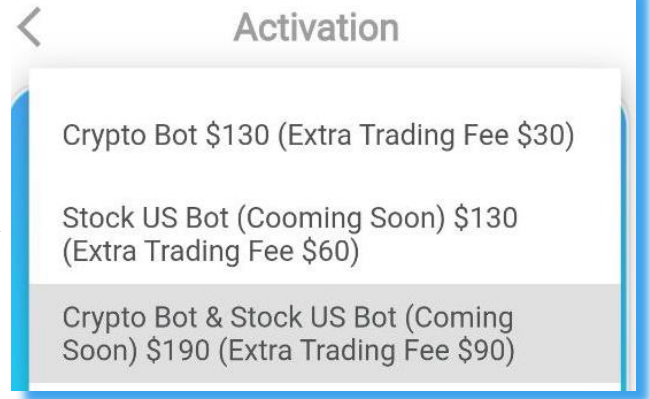 Activation
Crypto Bot $130 (Extra Trading Fee $30)
Stock US Bot (Cooming Soon) $130
(Extra Trading Fee $60)
Crypto Bot & Stock US Bot (Coming
Soon) $190 (Extra Trading Fee $90)